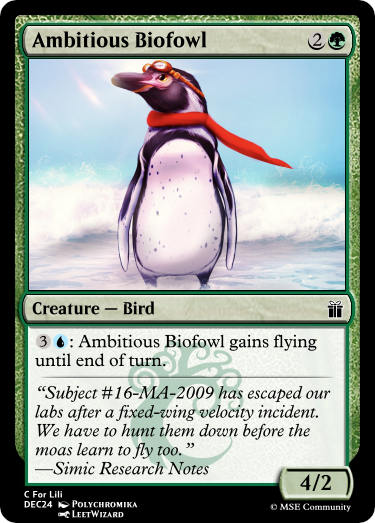 Ambitious Biofowl 2
Creature — Bird
3: Ambitious Biofowl gains flying
until end of turn.
“Subject #16-MA-2009 has escaped our
labs after a fixed-wing velocity incident.
We have to hunt them down before the
moas learn to fly too.”
—Simic Research Notes
4/2
C For Lili
DEC24 Polychromika
LeetWizard
© MSE Community